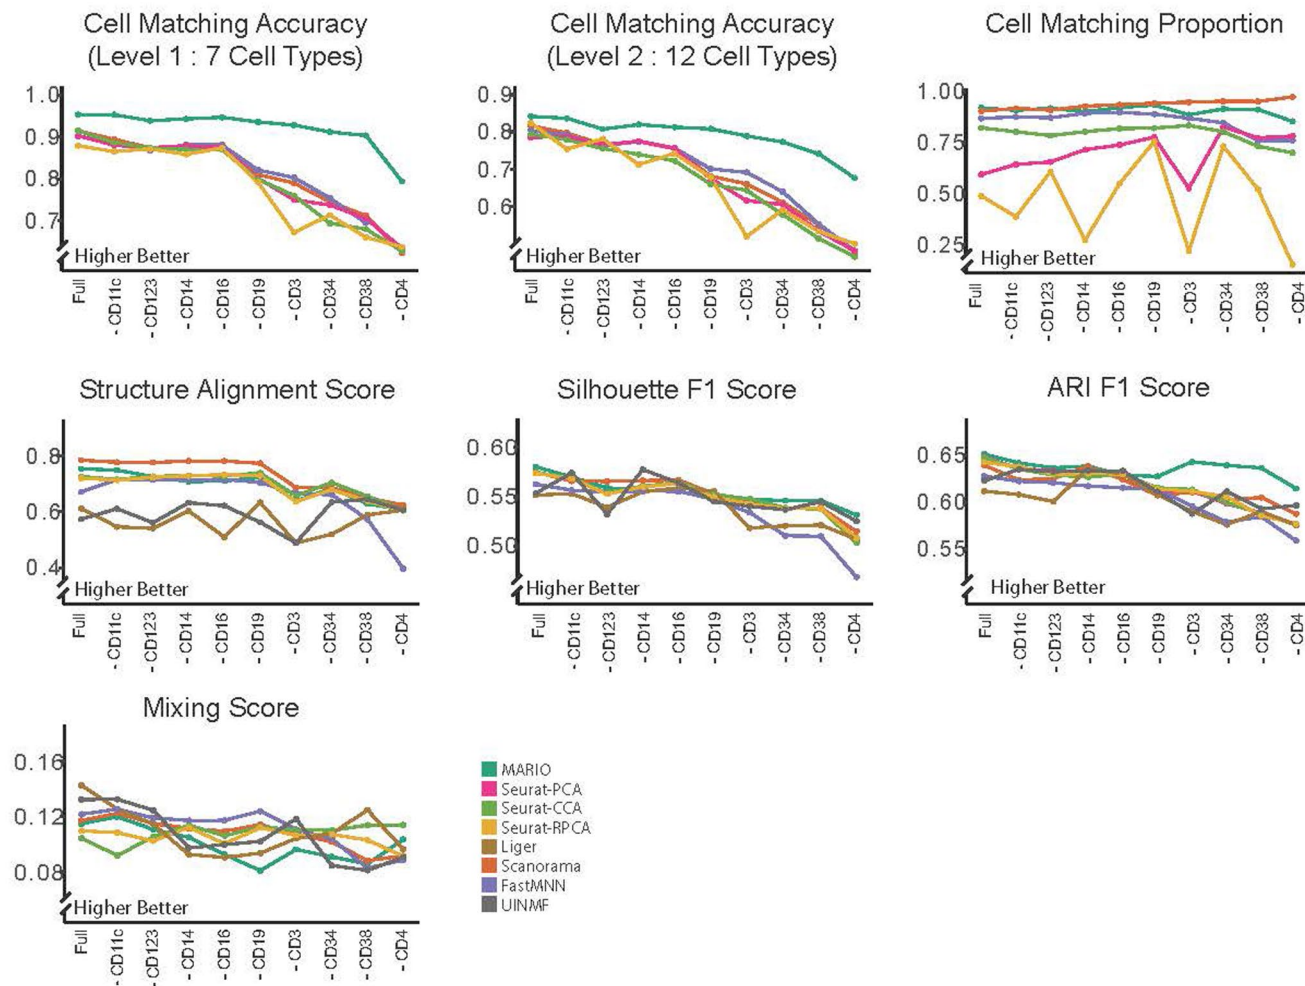 Cell Matching Accuracy
(Level 1 : 7 Cell Types)
1.0
0.9
0.8
0.7
Higher Better
Full
- CD11c
- CD123
- CD14
- CD16
- CD19
- CD3
- CD34
- CD38
- CD4
Cell Matching Accuracy
(Level 2 : 12 Cell Types)
0.9
0.8
0.7
0.6
Higher Better
Full
- CD11c
- CD123
- CD14
- CD16
- CD19
- CD3
- CD34
- CD38
- CD4
Cell Matching Proportion
1.00
0.75
0.50
0.25
Higher Better
Full
- CD11c
- CD123
- CD14
- CD16
- CD19
- CD3
- CD34
- CD38
- CD4
Structure Alignment Score
0.8
0.6
0.4
Higher Better
Full
- CD11c
- CD123
- CD14
- CD16
- CD19
- CD3
- CD34
- CD38
- CD4
Silhouette F1 Score
0.60
0.55
0.50
Higher Better
Full
- CD11c
- CD123
- CD14
- CD16
- CD19
- CD3
- CD34
- CD38
- CD4
ARI F1 Score
0.65
0.60
0.55
Higher Better
Full
- CD11c
- CD123
- CD14
- CD16
- CD19
- CD3
- CD34
- CD38
- CD4
Mixing Score
0.16
0.12
0.08
Higher Better
Full
- CD11c
- CD123
- CD14
- CD16
- CD19
- CD3
- CD34
- CD38
- CD4
MARIO
Seurat-PCA
Seurat-CCA
Seurat-RPCA
Liger
Scanorama
FastMNN
UINMF